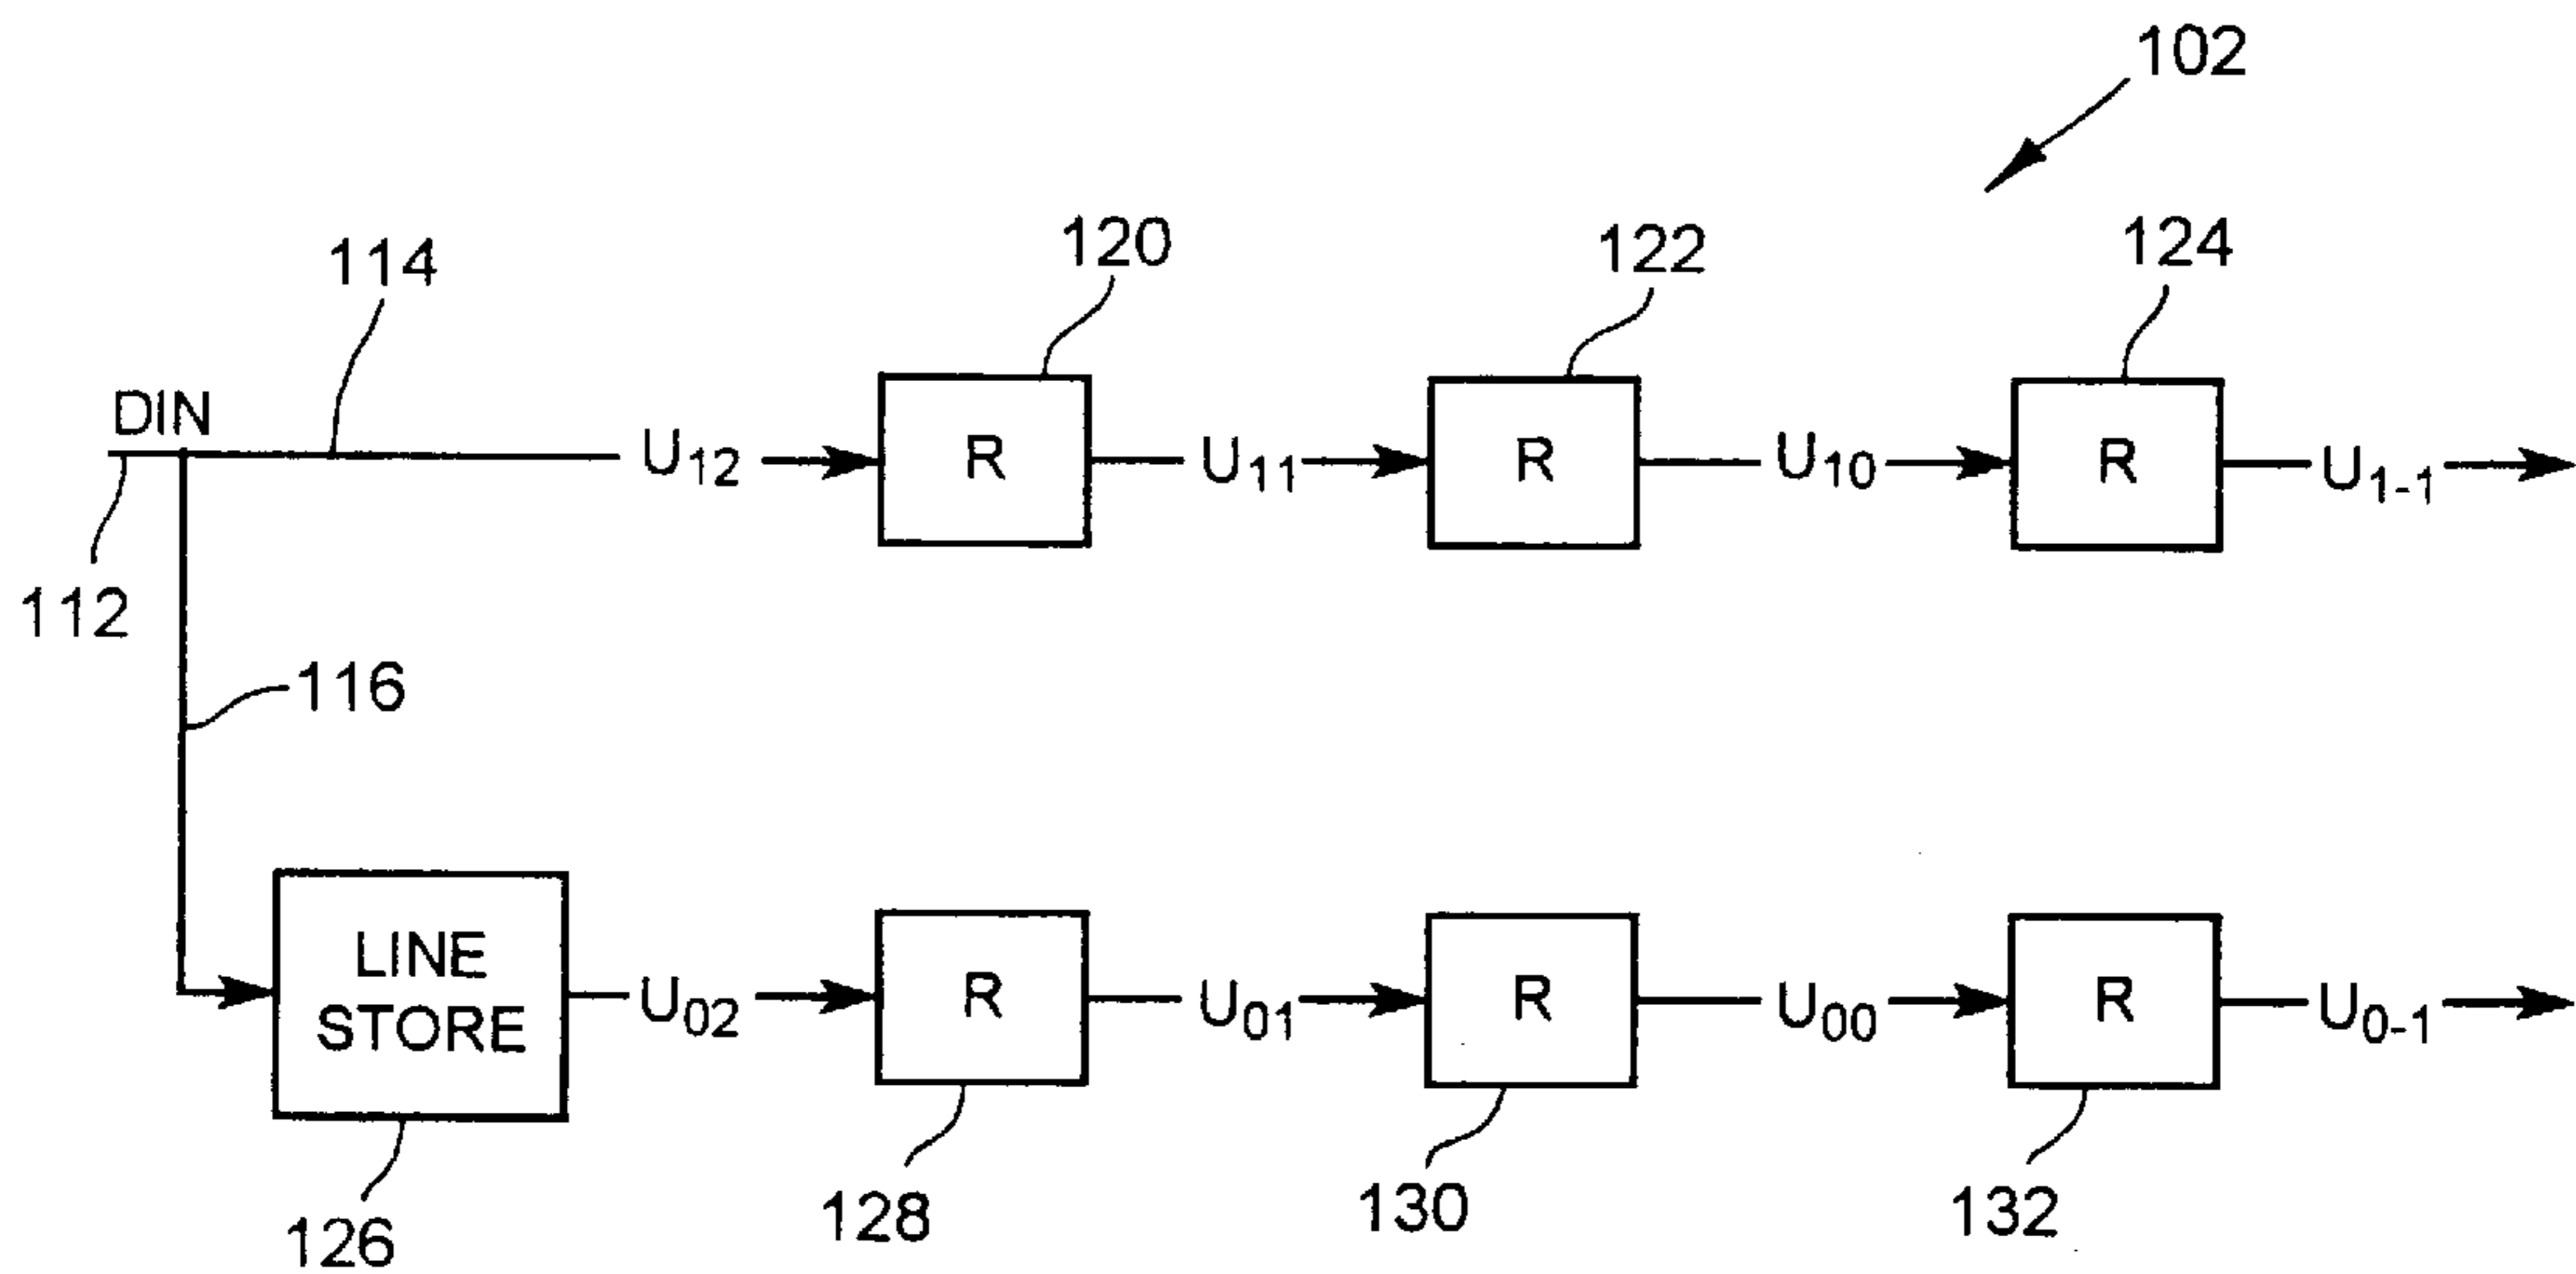 102
114 120 122 124
DIN U₁₂ R U₁₁ R U₁₀ R U₁₋₁
112
116
LINE
STORE U₀₂ R U₀₁ R U₀₀ R U₀₋₁
126 128 130 132